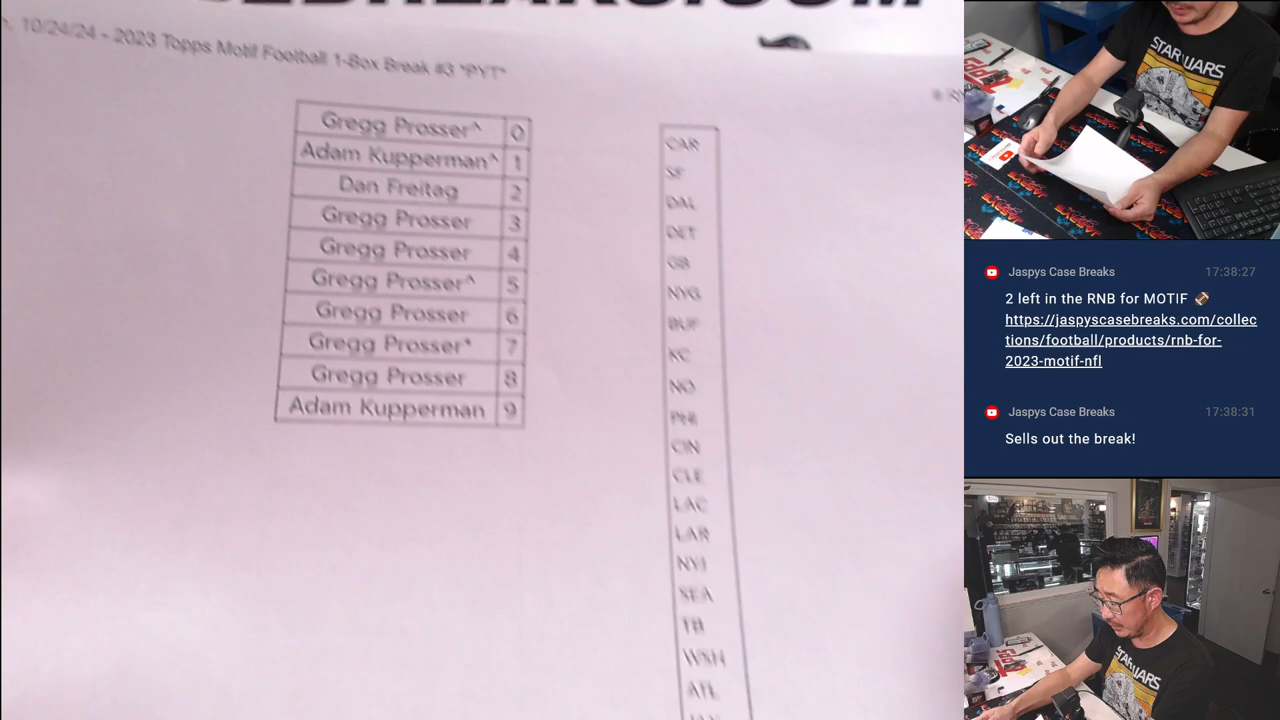 10/24/24 - 2023 Topps Motif Football 1-Box Break #3 *PYT*
Gregg Prosser^ 0
Adam Kupperman^ 1
Dan Freitag 2
Gregg Prosser 3
Gregg Prosser 4
Gregg Prosser^ 5
Gregg Prosser 6
Gregg Prosser* 7
Gregg Prosser 8
Adam Kupperman 9
CAR
SF
DAL
DET
GB
NYG
BUF
KC
NO
PHI
CIN
CLE
LAC
LAR
NYJ
SEA
TB
WSH
ATL
STAR WARS
Jaspys Case Breaks 17:38:27
2 left in the RNB for MOTIF 🏈
https://jaspyscasebreaks.com/collec
tions/football/products/rnb-for-
2023-motif-nfl
Jaspys Case Breaks 17:38:31
Sells out the break!
STAR WARS